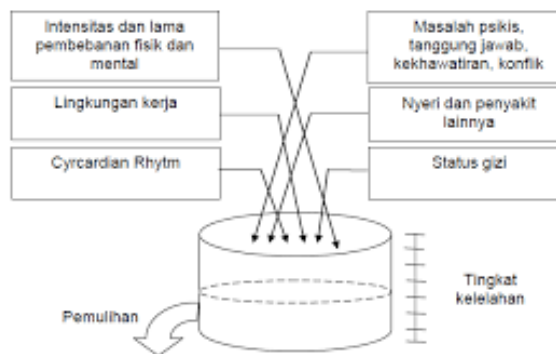 Intensitas dan lama
pembebanan fisik dan
mental
Lingkungan kerja
Cyrcardian Rhytm
Masalah psikis,
tanggung jawab,
kekhawatiran, konflik
Nyeri dan penyakit
lainnya
Status gizi
Tingkat
kelelahan
Pemulihan